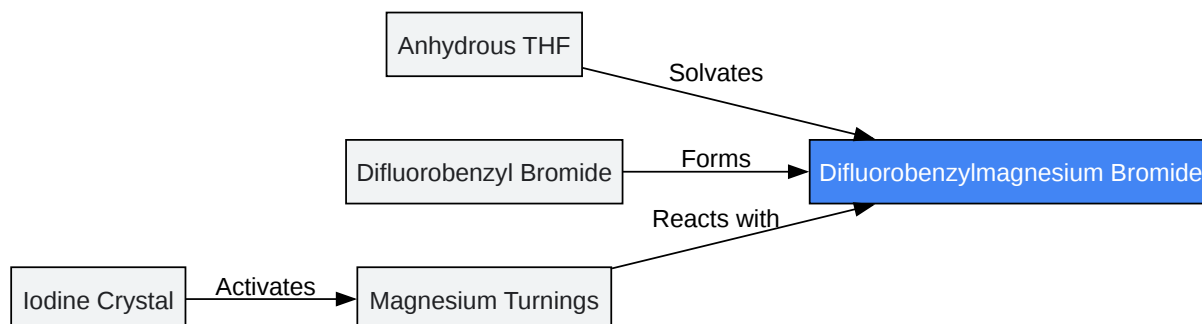 Anhydrous THF
Solvates
Difluorobenzyl Bromide
Forms
Difluorobenzylmagnesium Bromide
Reacts with
Iodine Crystal
Activates
Magnesium Turnings